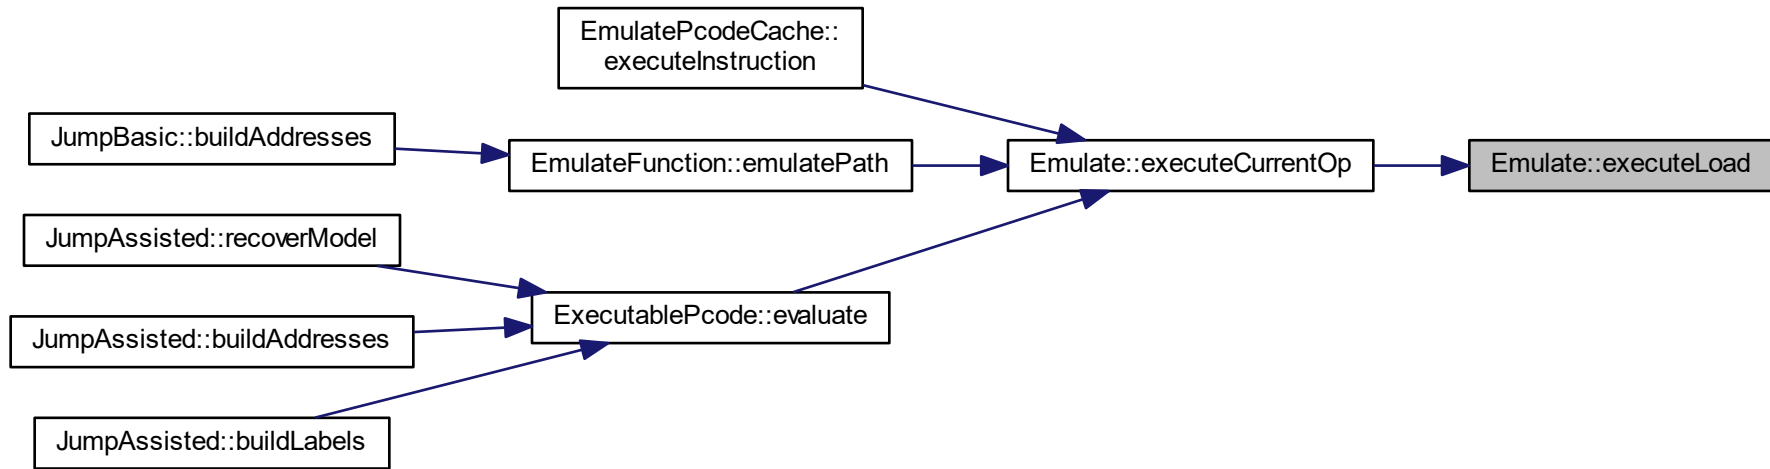 EmulatePcodeCache::
executeInstruction
JumpBasic::buildAddresses
EmulateFunction::emulatePath
Emulate::executeCurrentOp
Emulate::executeLoad
JumpAssisted::recoverModel
ExecutablePcode::evaluate
JumpAssisted::buildAddresses
JumpAssisted::buildLabels